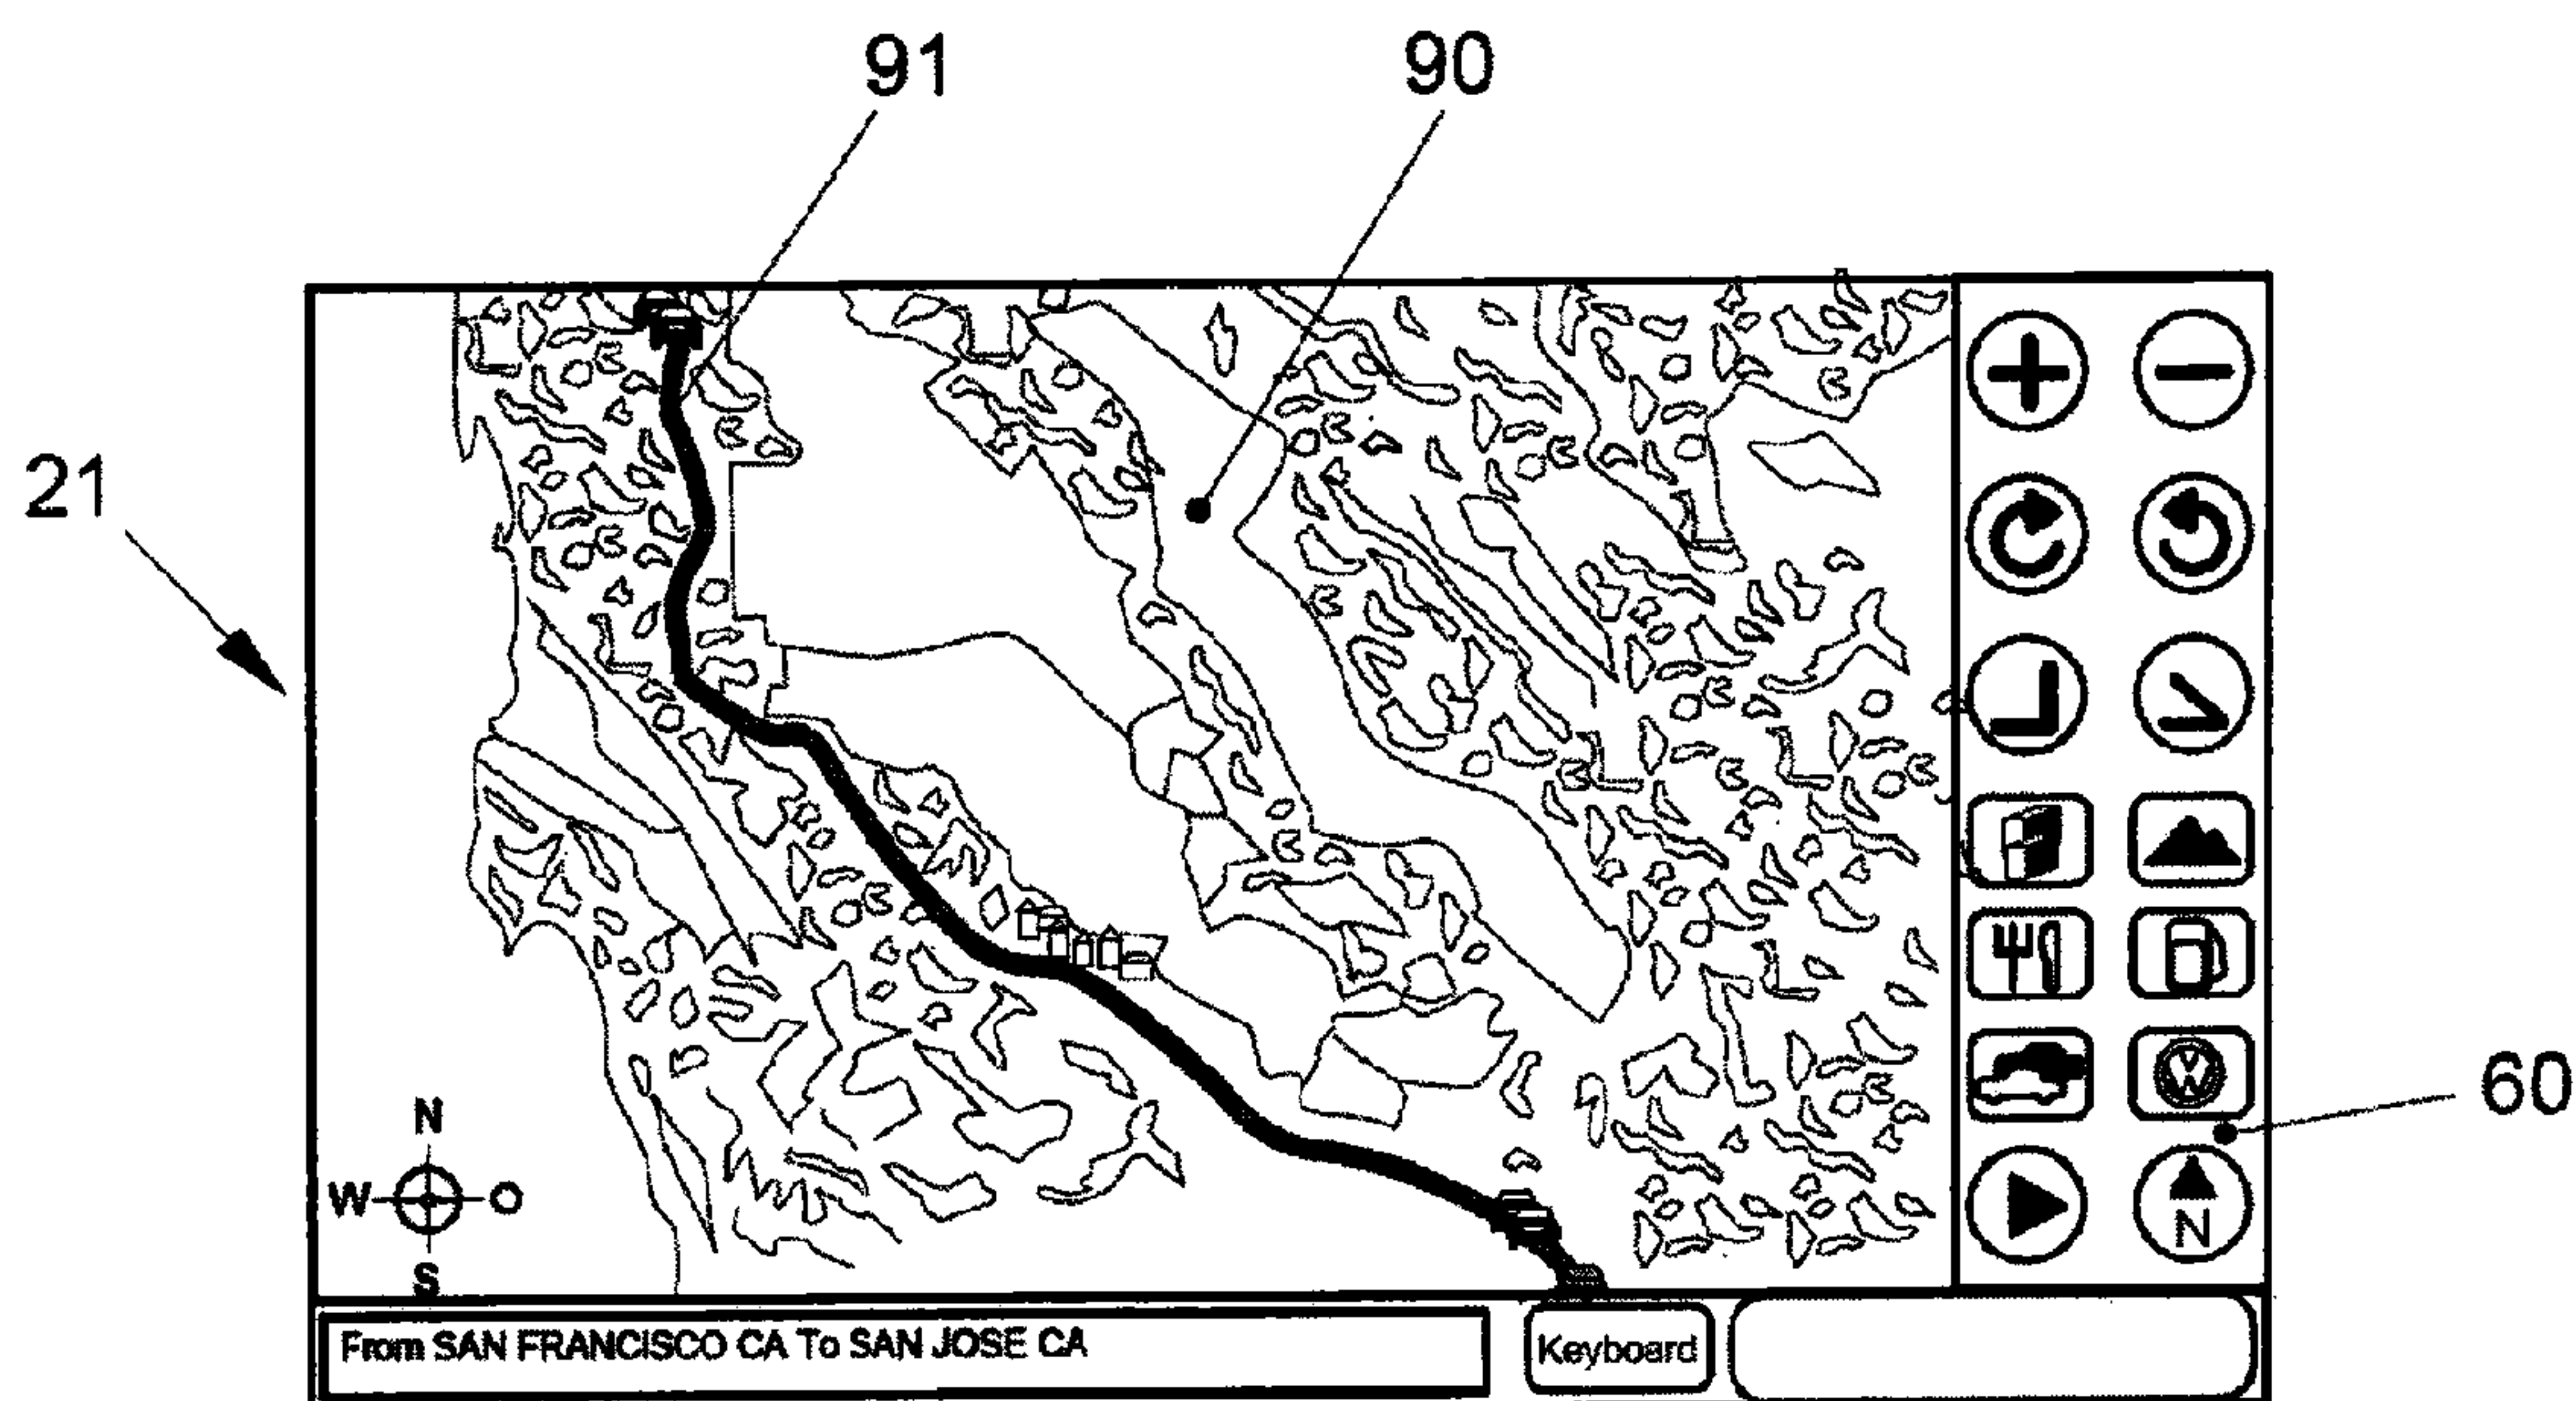 91
90
21
N
W O
S
W
60
N
From SAN FRANCISCO CA To SAN JOSE CA
Keyboard